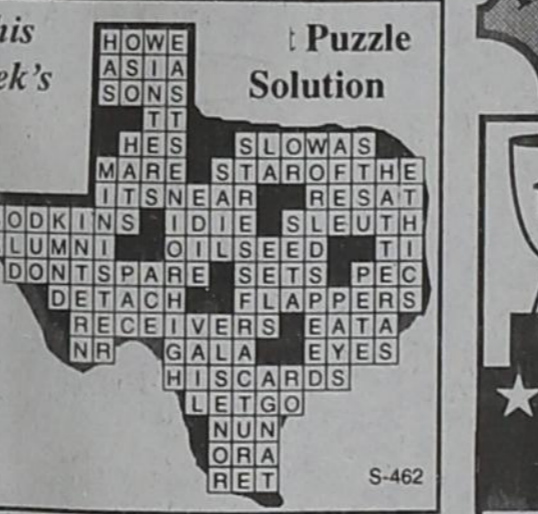 his
ek's
t Puzzle
Solution
HOWE
ASIA
SONS
TT
HES SLOWAS
MARE STAROFTHE
ITSNEAR RESAT
ODKINS IDIE SLEUTH
LUMNI OILSEED TI
DONTSPARE SETS PEC
DETACH FLAPPERS
RECEIVERS EATA
NR GALA EYES
HISCARDS
LETGO
NUN
ORA
RET
S-462